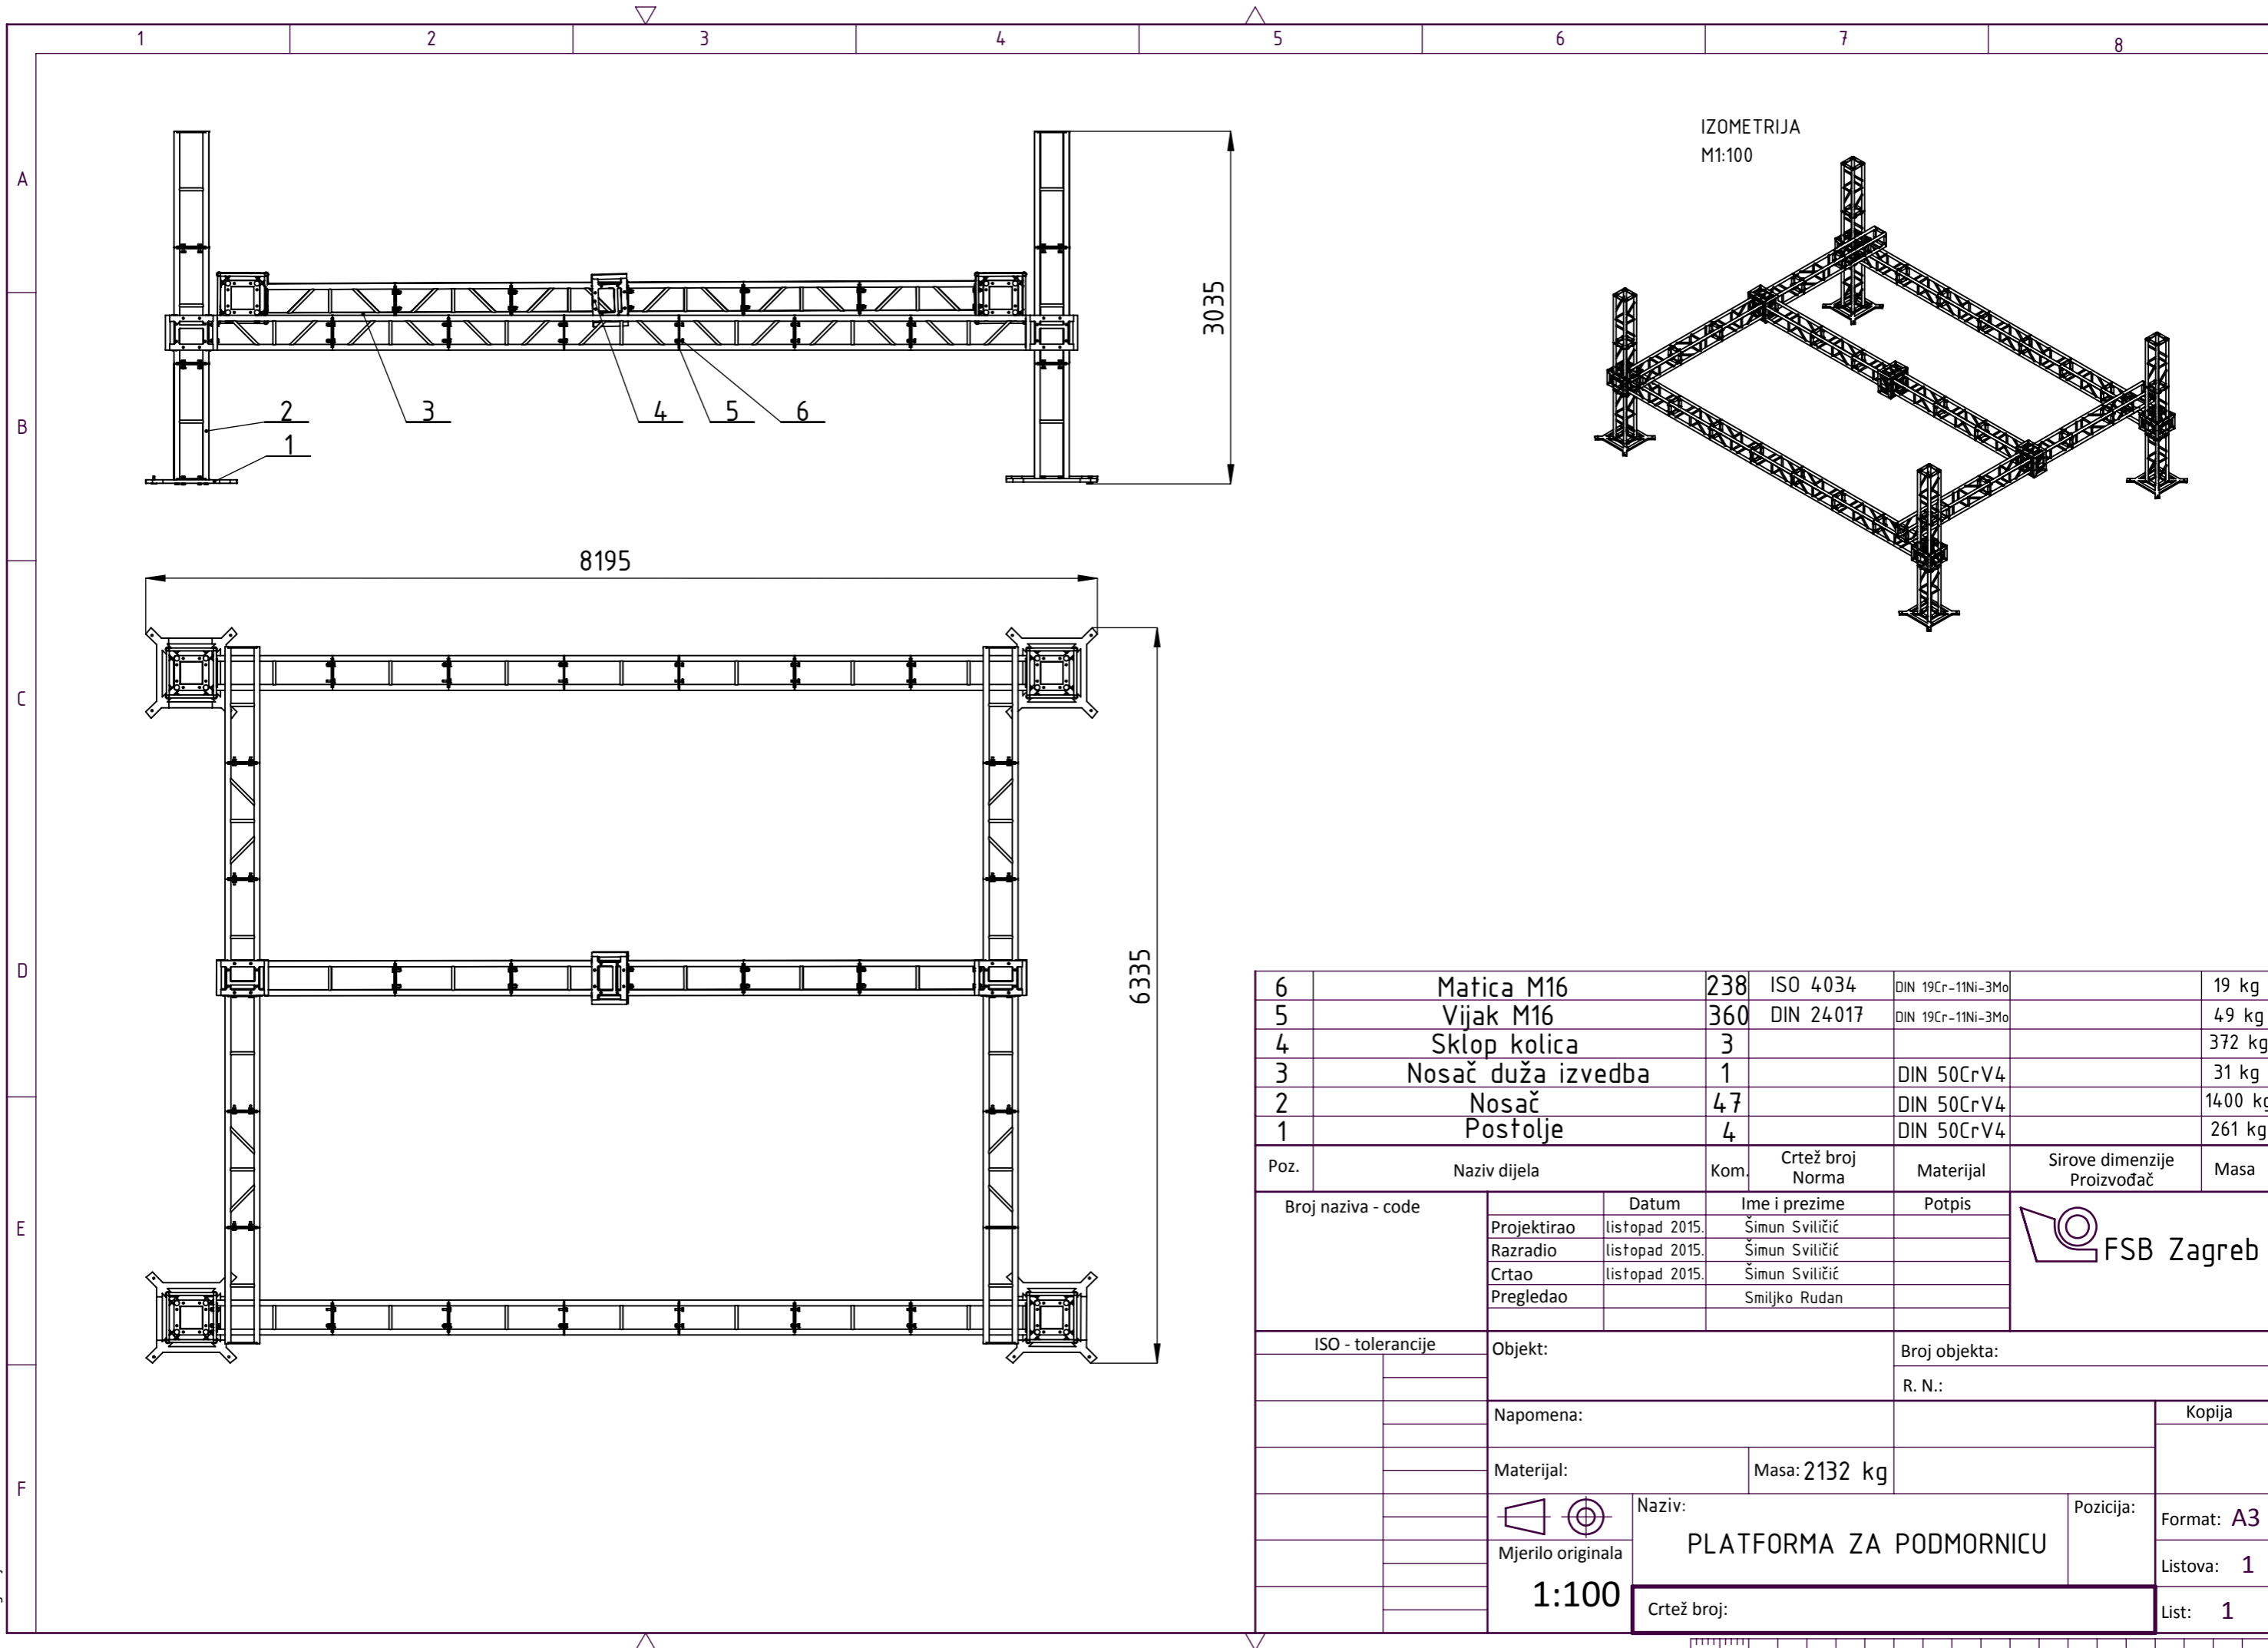 1 2 3 4 5 6 7 8
A
B
C
D
E
F
IZOMETRIJA
M1:100
3035
2
1
3
4
5
6
8195
6335
6 Matica M16 238 ISO 4034 DIN 19Cr-11Ni-3Mo 19 kg
5 Vijak M16 360 DIN 24017 DIN 19Cr-11Ni-3Mo 49 kg
4 Sklop kolica 3 372 kg
3 Nosač duža izvedba 1 DIN 50CrV4 31 kg
2 Nosač 47 DIN 50CrV4 1400 kg
1 Postolje 4 DIN 50CrV4 261 kg
Poz. Naziv dijela Kom. Crtež broj Norma Materijal Sirove dimenzije Proizvođač Masa
Broj naziva - code
Datum Ime i prezime Potpis
Projektirao listopad 2015. Šimun Sviličić
Razradio listopad 2015. Šimun Sviličić
Crtao listopad 2015. Šimun Sviličić
Pregledao Smiljko Rudan
FSB Zagreb
ISO - tolerancije
Objekt:
Broj objekta:
R. N.:
Napomena:
Kopija
Materijal:
Masa: 2132 kg
Naziv:
PLATFORMA ZA PODMORNICU
Pozicija:
Format: A3
Mjerilo originala
1:100
Listova: 1
Crtež broj:
List: 1